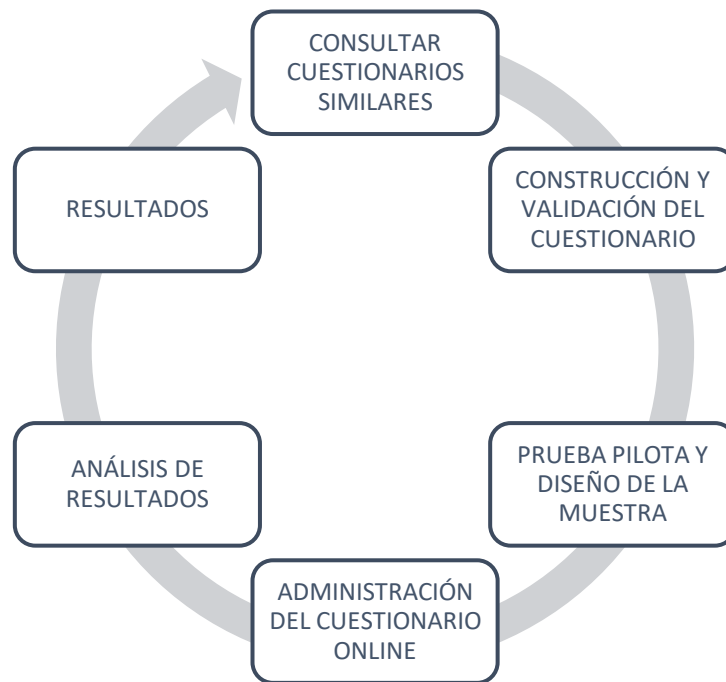 CONSULTAR
CUESTIONARIOS
SIMILARES
CONSTRUCCIÓN Y
VALIDACIÓN DEL
CUESTIONARIO
PRUEBA PILOTA Y
DISEÑO DE LA
MUESTRA
ADMINISTRACIÓN
DEL CUESTIONARIO
ONLINE
ANÁLISIS DE
RESULTADOS
RESULTADOS